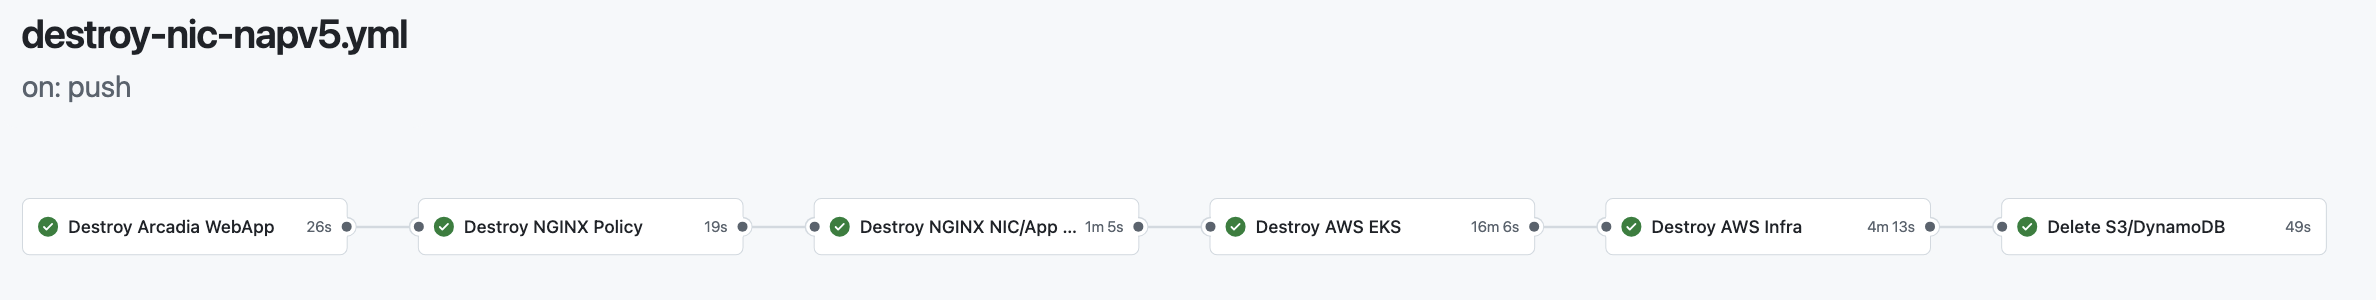 destroy-nic-napv5.yml
on: push
Destroy Arcadia WebApp 26s
Destroy NGINX Policy 19s
Destroy NGINX NIC/App ... 1m 5s
Destroy AWS EKS 16m 6s
Destroy AWS Infra 4m 13s
Delete S3/DynamoDB 49s